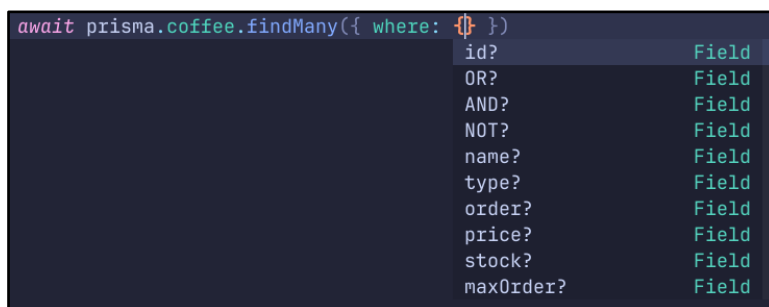 await prisma.coffee.findMany({ where: {} })
id? Field
OR? Field
AND? Field
NOT? Field
name? Field
type? Field
order? Field
price? Field
stock? Field
maxOrder? Field